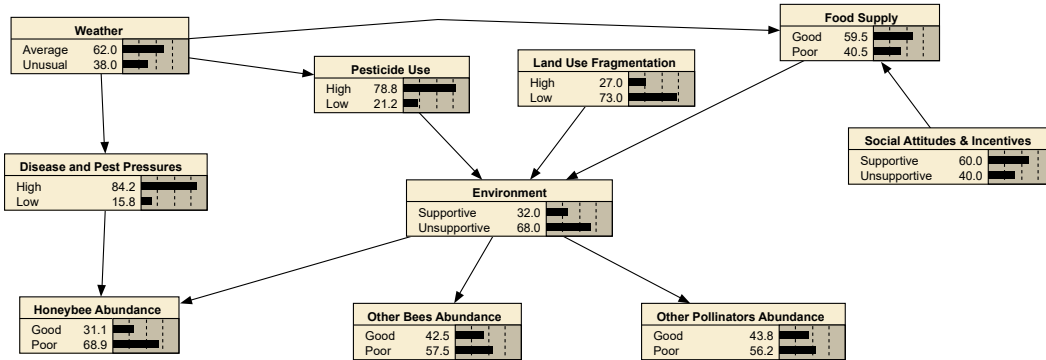 Weather
Average 62.0
Unusual 38.0
Food Supply
Good 59.5
Poor 40.5
Pesticide Use
High 78.8
Low 21.2
Land Use Fragmentation
High 27.0
Low 73.0
Social Attitudes & Incentives
Supportive 60.0
Unsupportive 40.0
Disease and Pest Pressures
High 84.2
Low 15.8
Environment
Supportive 32.0
Unsupportive 68.0
Honeybee Abundance
Good 31.1
Poor 68.9
Other Bees Abundance
Good 42.5
Poor 57.5
Other Pollinators Abundance
Good 43.8
Poor 56.2